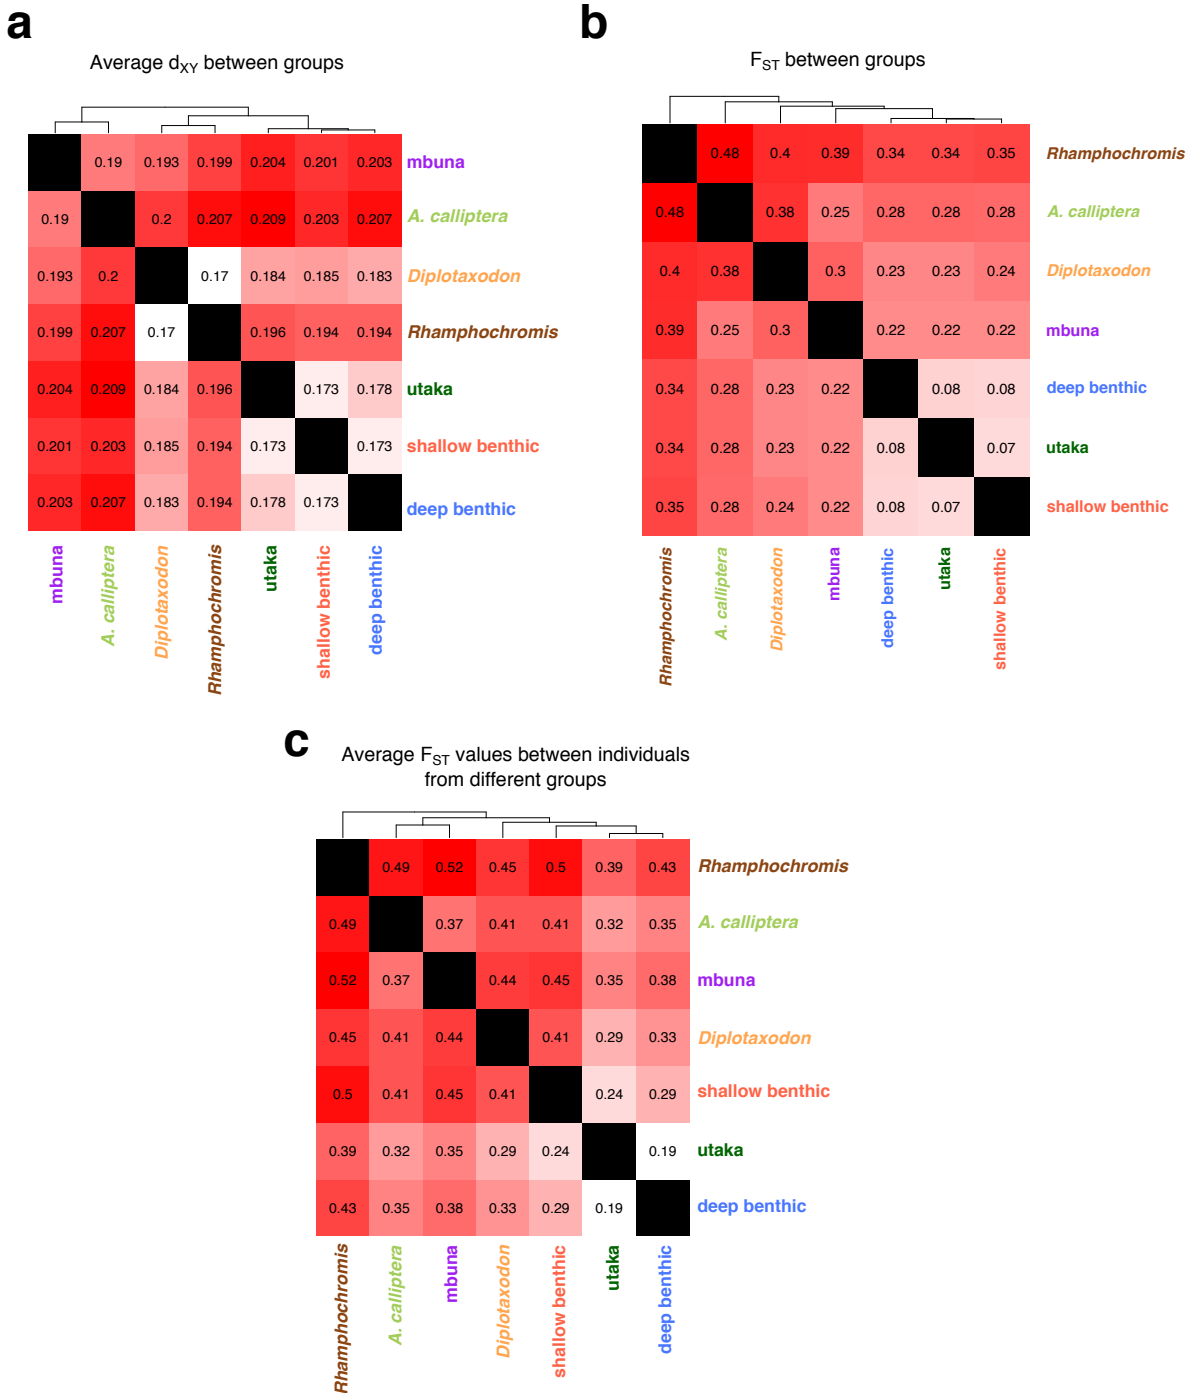 a
Average dXY between groups
0.19 0.193 0.199 0.204 0.201 0.203 mbuna
0.19 0.2 0.207 0.209 0.203 0.207 A. calliptera
0.193 0.2 0.17 0.184 0.185 0.183 Diplotaxodon
0.199 0.207 0.17 0.196 0.194 0.194 Rhamphochromis
0.204 0.209 0.184 0.196 0.173 0.178 utaka
0.201 0.203 0.185 0.194 0.173 0.173 shallow benthic
0.203 0.207 0.183 0.194 0.178 0.173 deep benthic
mbuna
A. calliptera
Diplotaxodon
Rhamphochromis
utaka
shallow benthic
deep benthic
b
FST between groups
0.48 0.4 0.39 0.34 0.34 0.35 Rhamphochromis
0.48 0.38 0.25 0.28 0.28 0.28 A. calliptera
0.4 0.38 0.3 0.23 0.23 0.24 Diplotaxodon
0.39 0.25 0.3 0.22 0.22 0.22 mbuna
0.34 0.28 0.23 0.22 0.08 0.08 deep benthic
0.34 0.28 0.23 0.22 0.08 0.07 utaka
0.35 0.28 0.24 0.22 0.08 0.07 shallow benthic
Rhamphochromis
A. calliptera
Diplotaxodon
mbuna
deep benthic
utaka
shallow benthic
c
Average FST values between individuals
from different groups
0.49 0.52 0.45 0.5 0.39 0.43 Rhamphochromis
0.49 0.37 0.41 0.41 0.32 0.35 A. calliptera
0.52 0.37 0.44 0.45 0.35 0.38 mbuna
0.45 0.41 0.44 0.41 0.29 0.33 Diplotaxodon
0.5 0.41 0.45 0.41 0.24 0.29 shallow benthic
0.39 0.32 0.35 0.29 0.24 0.19 utaka
0.43 0.35 0.38 0.33 0.29 0.19 deep benthic
Rhamphochromis
A. calliptera
mbuna
Diplotaxodon
shallow benthic
utaka
deep benthic